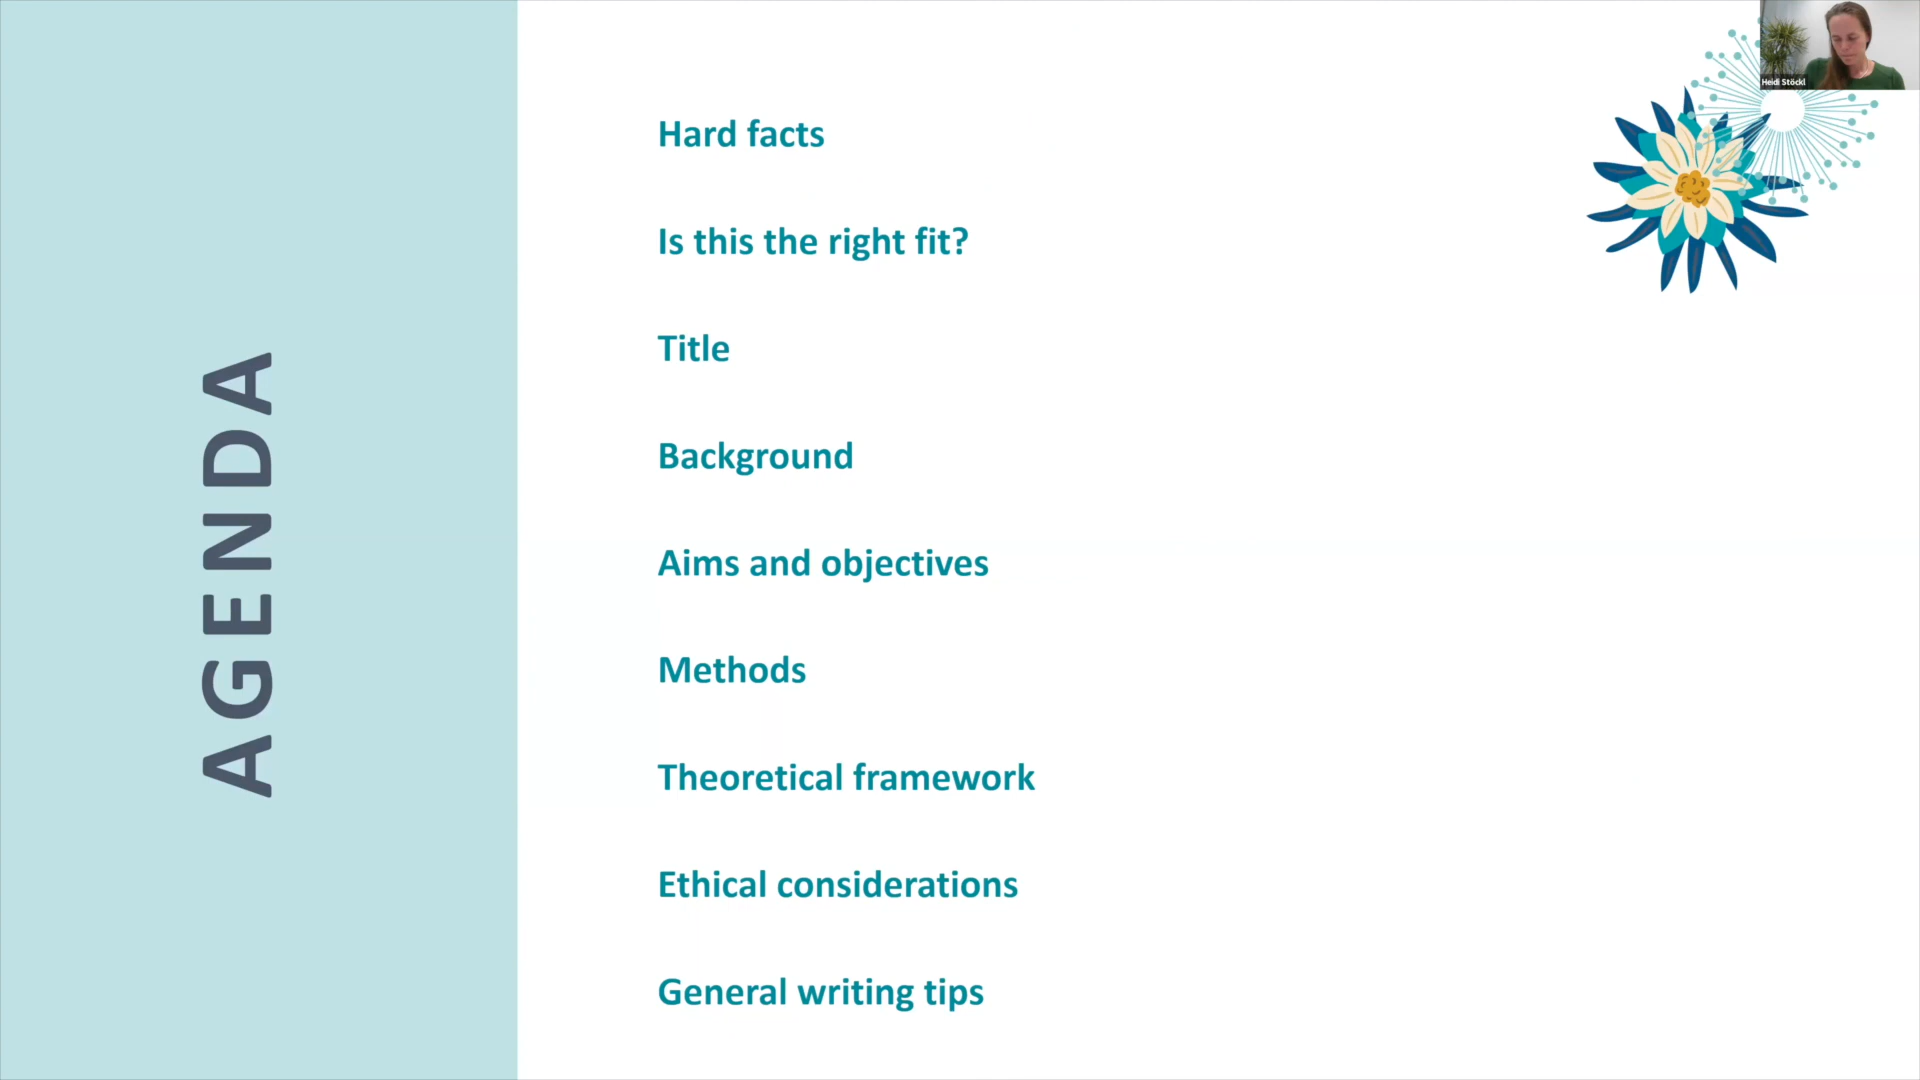 Heidi Stöckl
AGENDA
Hard facts
Is this the right fit?
Title
Background
Aims and objectives
Methods
Theoretical framework
Ethical considerations
General writing tips